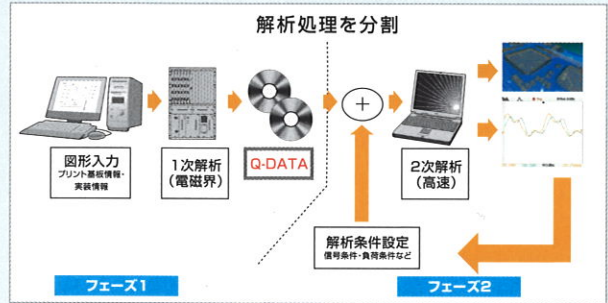 解析処理を分割
図形入力
プリント基板情報・
実装情報
1次解析
(電磁界)
Q-DATA
+
2次解析
(高速)
解析条件設定
信号条件・負荷条件など
フェーズ1
フェーズ2